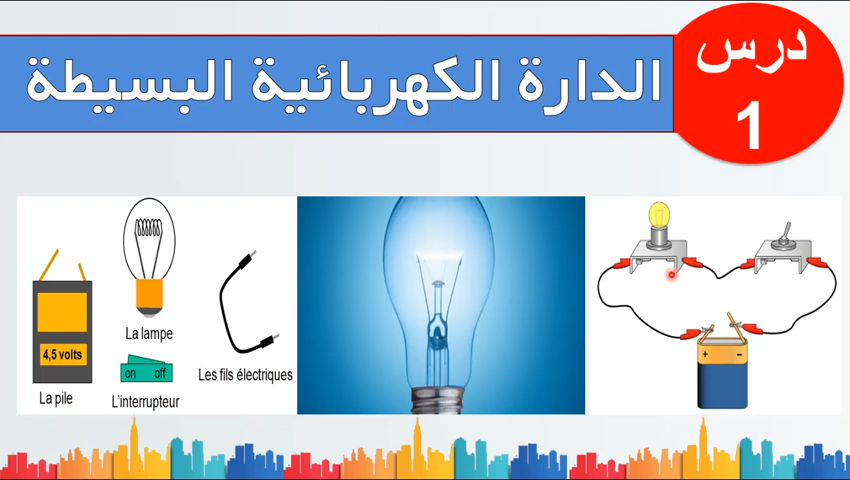 درس
1
الدارة الكهربائية البسيطة
4,5 volts
La pile
La lampe
on off
L'interrupteur
Les fils électriques
+ −